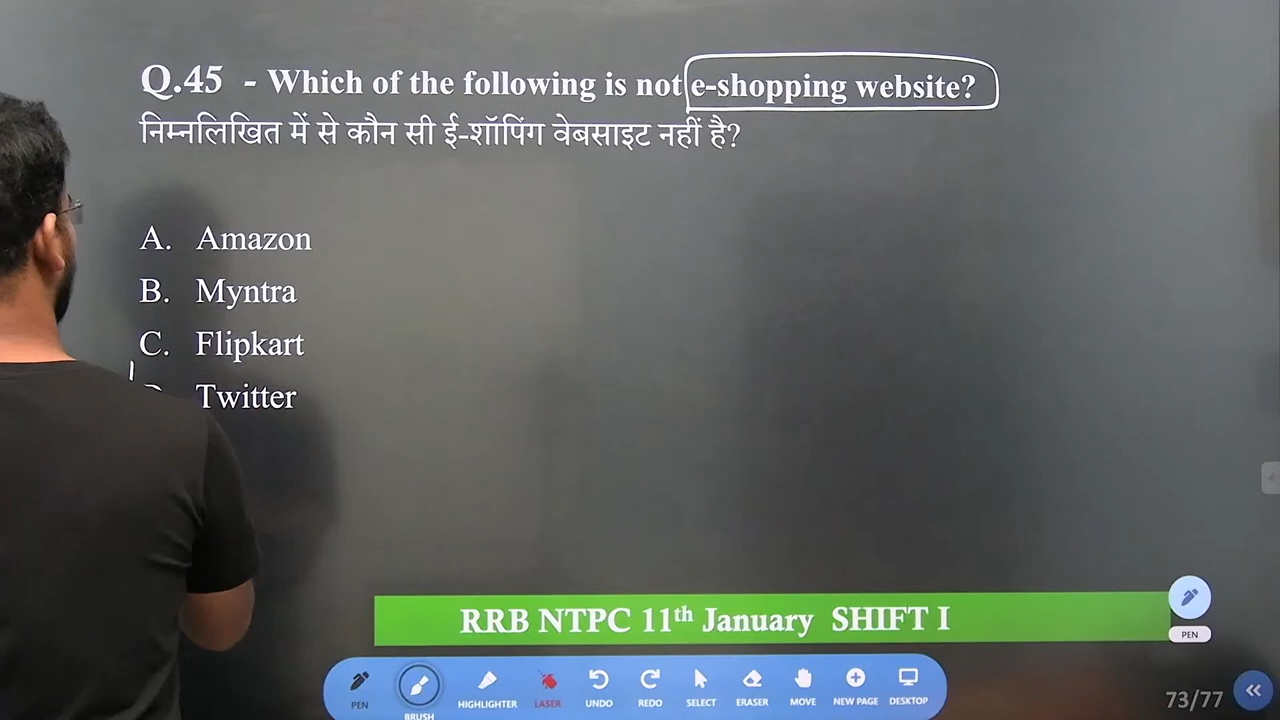 Q.45 - Which of the following is not e-shopping website?
निम्नलिखित में से कौन सी ई-शॉपिंग वेबसाइट नहीं है?
A. Amazon
B. Myntra
C. Flipkart
Twitter
RRB NTPC 11th January SHIFT I
PEN
PEN
BRUSH
HIGHLIGHTER
LASER
UNDO
REDO
SELECT
ERASER
MOVE
NEW PAGE
DESKTOP
73/77